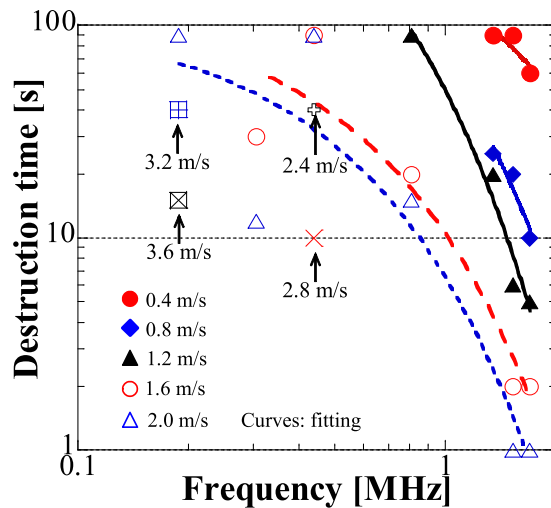 100
Destruction time [s]
3.2 m/s
2.4 m/s
3.6 m/s
10
2.8 m/s
0.4 m/s
0.8 m/s
1.2 m/s
1.6 m/s
2.0 m/s Curves: fitting
1
0.1 1
Frequency [MHz]